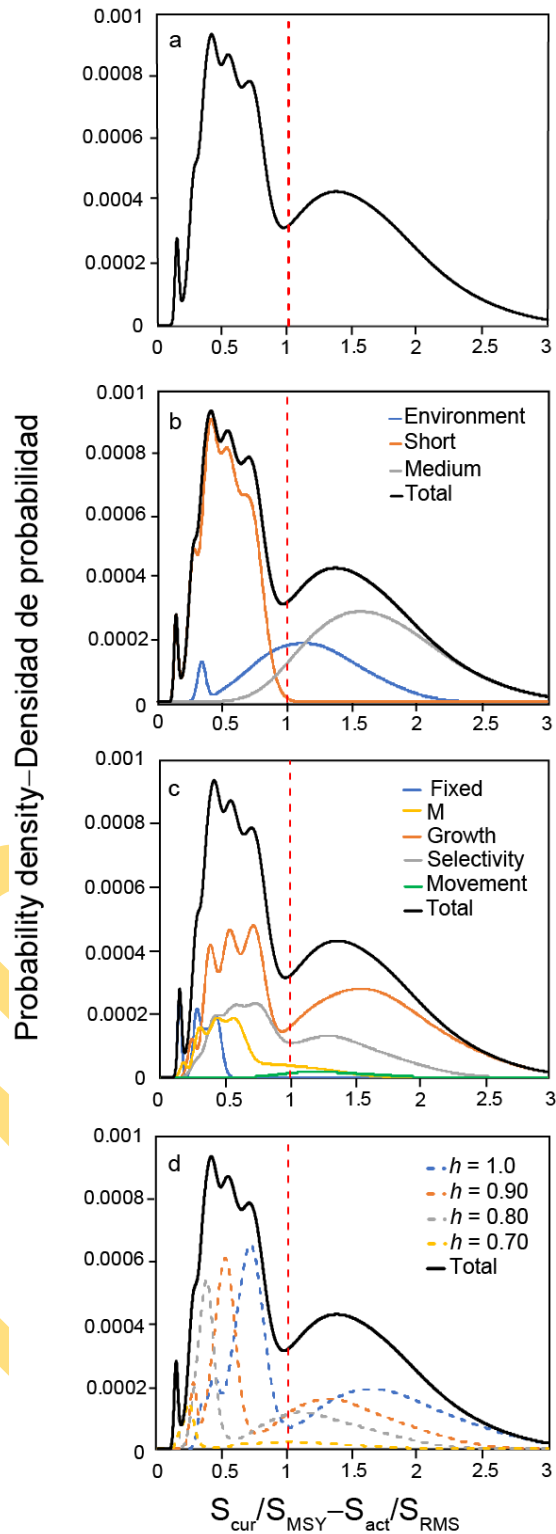 Probability density–Densidad de probabilidad
a
0.001
0.0008
0.0006
0.0004
0.0002
0
0.5
1
1.5
2
2.5
3
b
Environment
Short
Medium
Total
0.001
0.0008
0.0006
0.0004
0.0002
0
0
0.5
1
1.5
2
2.5
3
c
Fixed
M
Growth
Selectivity
Movement
Total
0.001
0.0008
0.0006
0.0004
0.0002
0
0
0.5
1
1.5
2
2.5
3
d
h = 1.0
h = 0.90
h = 0.80
h = 0.70
Total
0.001
0.0008
0.0006
0.0004
0.0002
0
0
0.5
1
1.5
2
2.5
3
S_cur/S_MSY–S_act/S_RMS